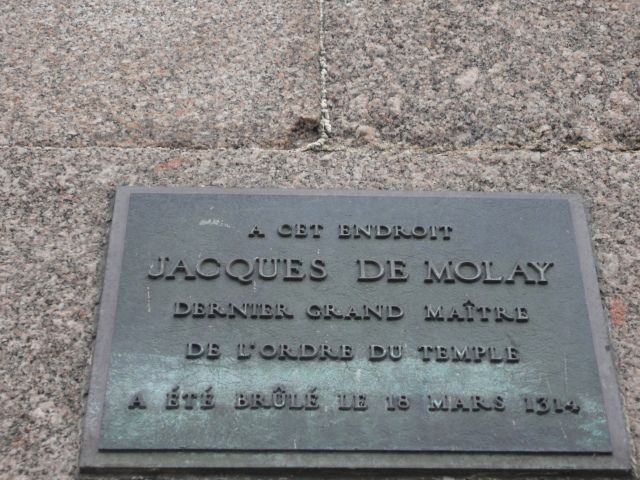 A CET ENDROIT
JACQUES DE MOLAY
DERNIER GRAND MAÎTRE
DE L'ORDRE DU TEMPLE
A ÉTÉ BRÛLÉ LE 18 MARS 1314